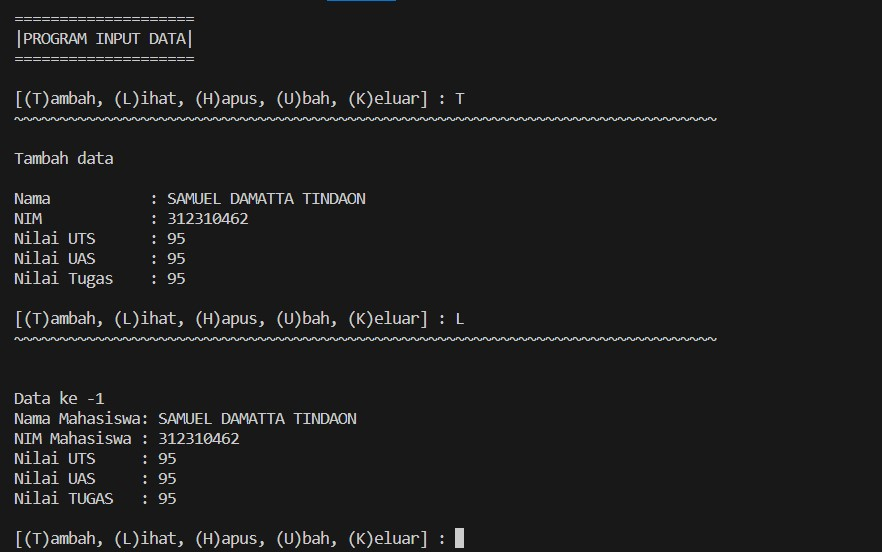 ====================
|PROGRAM INPUT DATA|
====================
[(T)ambah, (L)ihat, (H)apus, (U)bah, (K)eluar] : T
~~~~~~~~~~~~~~~~~~~~~~~~~~~~~~~~~~~~~~~~~~~~~~~~~~~~~~~~~~~~~~~~~~~~~~~~~~~~~~
Tambah data
Nama           : SAMUEL DAMATTA TINDAON
NIM            : 312310462
Nilai UTS      : 95
Nilai UAS      : 95
Nilai Tugas    : 95
[(T)ambah, (L)ihat, (H)apus, (U)bah, (K)eluar] : L
~~~~~~~~~~~~~~~~~~~~~~~~~~~~~~~~~~~~~~~~~~~~~~~~~~~~~~~~~~~~~~~~~~~~~~~~~~~~~~
Data ke -1
Nama Mahasiswa: SAMUEL DAMATTA TINDAON
NIM Mahasiswa : 312310462
Nilai UTS     : 95
Nilai UAS     : 95
Nilai TUGAS   : 95
[(T)ambah, (L)ihat, (H)apus, (U)bah, (K)eluar] :